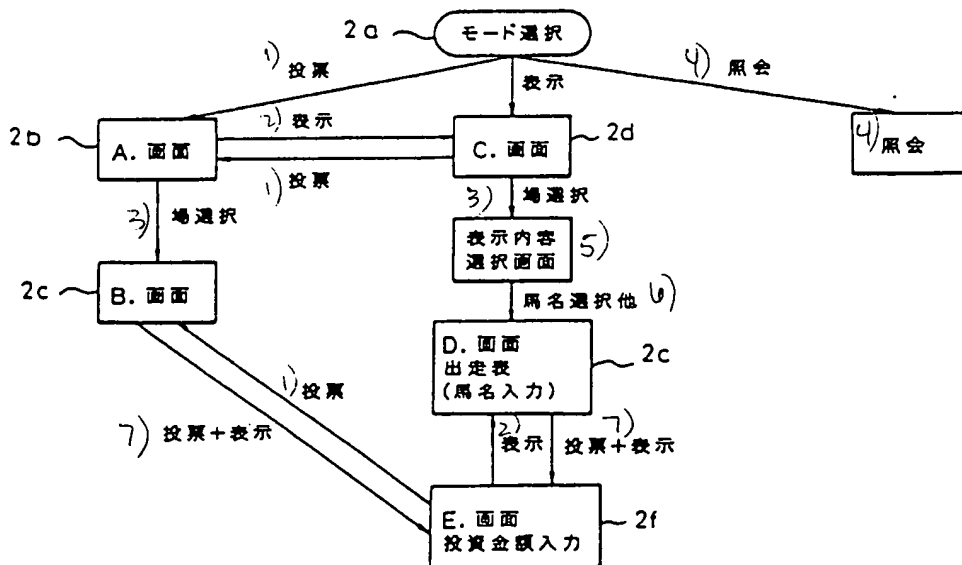 2a
モード選択
1) 投票
表示
4) 照会
2b
A. 画面
2) 表示
1) 投票
C. 画面
2d
4) 照会
3) 場選択
3) 場選択
表示内容
選択画面
5)
2c
B. 画面
馬名選択他 6)
D. 画面
出走表
(馬名入力)
2c
1) 投票
7) 投票+表示
2) 表示
7) 投票+表示
E. 画面
投資金額入力
2f